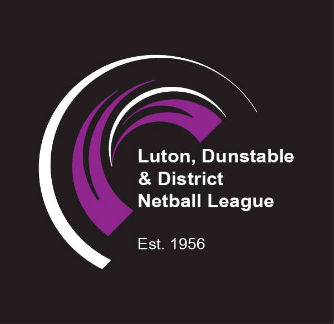 Luton, Dunstable
& District
Netball League
Est. 1956